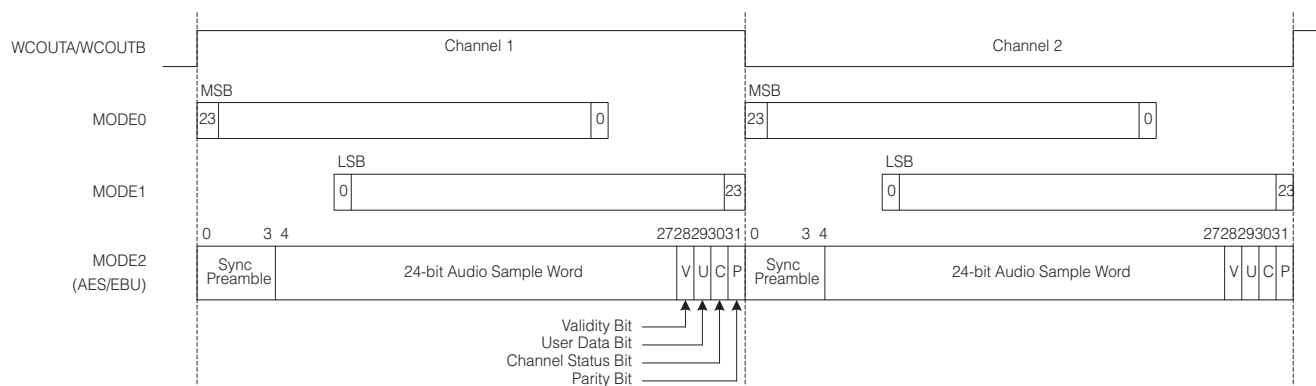 WCOUTA/WCOUTB Channel 1 Channel 2
MSB MSB
MODE0 23 0 23 0
LSB LSB
MODE1 0 23 0 23
0 3 4 2728293031 0 3 4 2728293031
MODE2
(AES/EBU)
Sync
Preamble
24-bit Audio Sample Word V U C P
Sync
Preamble
24-bit Audio Sample Word V U C P
Validity Bit
User Data Bit
Channel Status Bit
Parity Bit